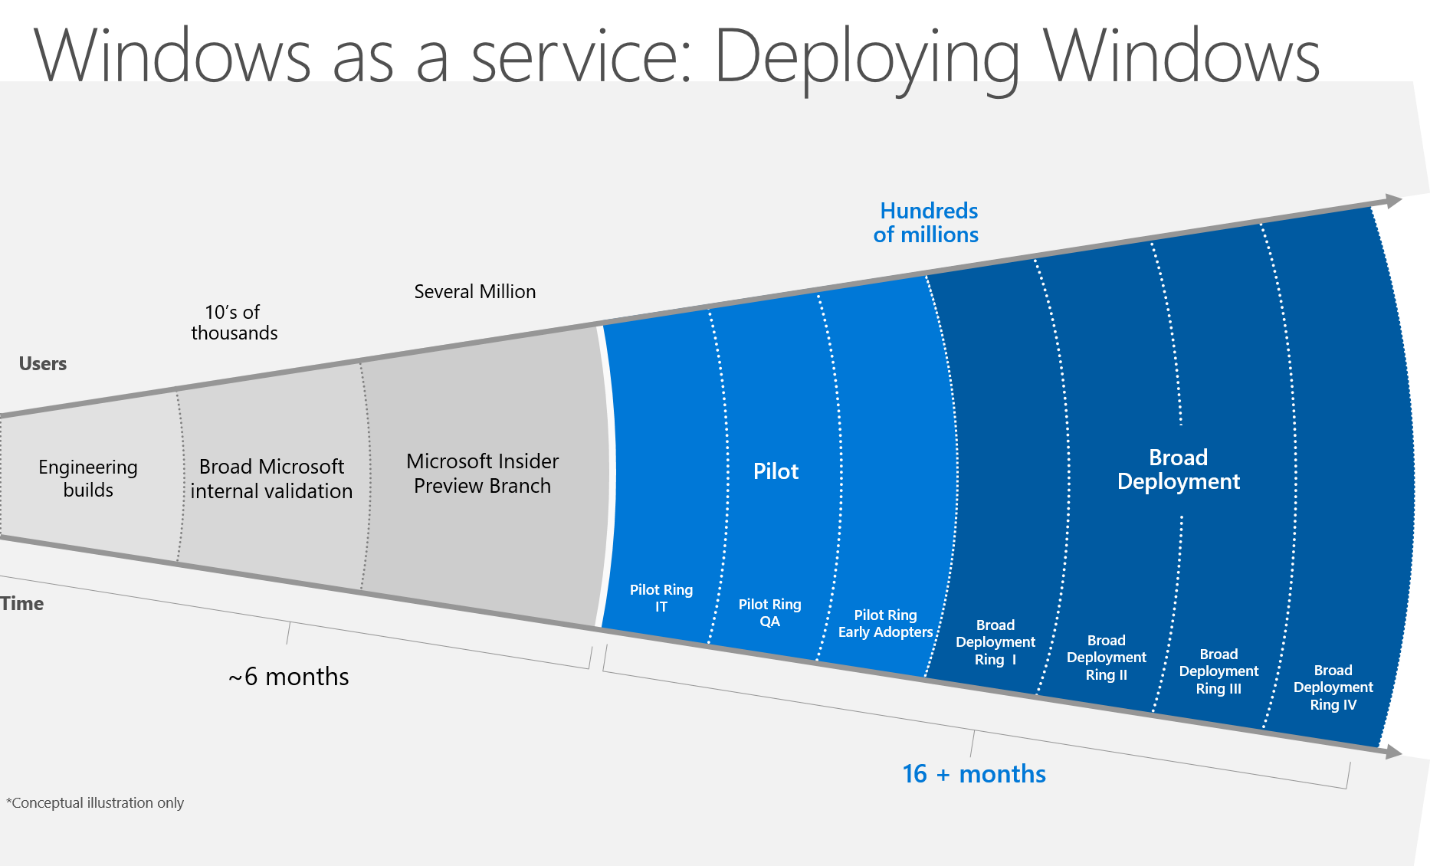 Windows as a service: Deploying Windows
Hundreds
of millions
Several Million
10's of
thousands
Users
Engineering
builds
Broad Microsoft
internal validation
Microsoft Insider
Preview Branch
Pilot
Broad
Deployment
Pilot Ring
IT
Pilot Ring
QA
Pilot Ring
Early Adopters
Broad
Deployment
Ring I
Broad
Deployment
Ring II
Broad
Deployment
Ring III
Broad
Deployment
Ring IV
Time
~6 months
16 + months
*Conceptual illustration only